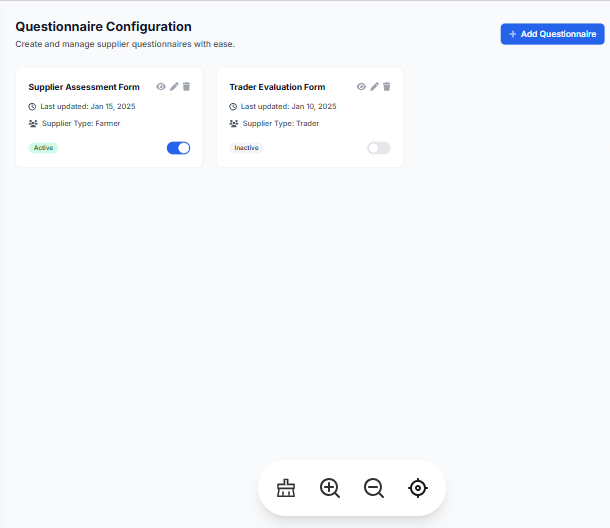 Questionnaire Configuration
Create and manage supplier questionnaires with ease.
Add Questionnaire
Supplier Assessment Form
Last updated: Jan 15, 2025
Supplier Type: Farmer
Active
Trader Evaluation Form
Last updated: Jan 10, 2025
Supplier Type: Trader
Inactive